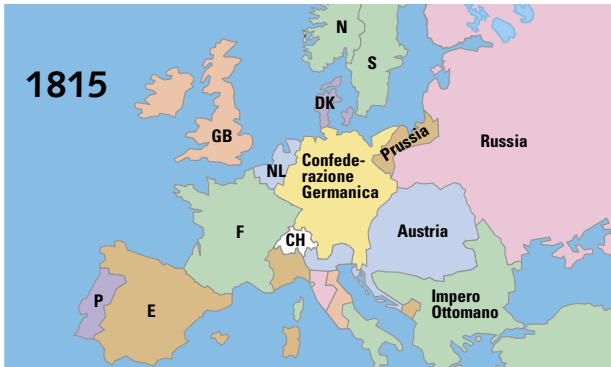 1815
N
S
DK
GB
Prussia
Russia
NL
Confede-
razione
Germanica
F
CH
Austria
P
E
Impero
Ottomano